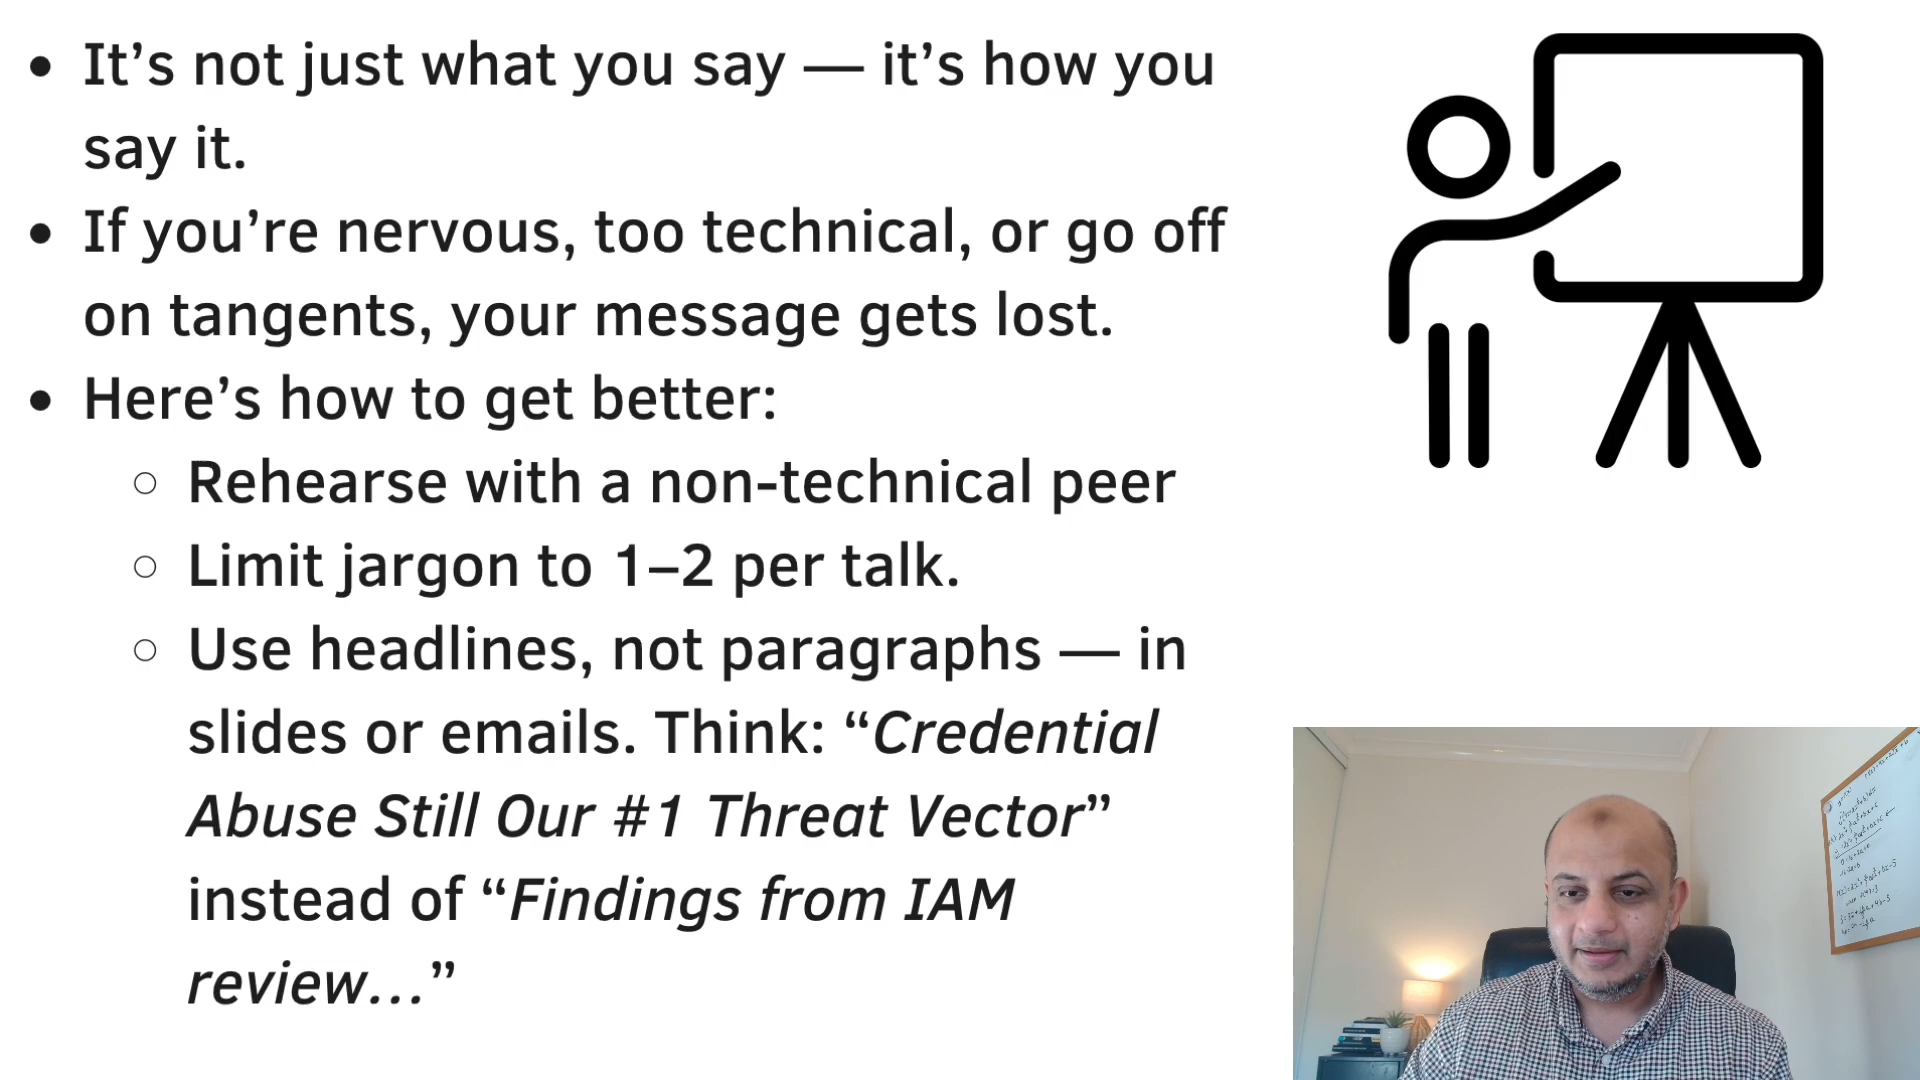 It’s not just what you say — it’s how you
say it.
If you’re nervous, too technical, or go off
on tangents, your message gets lost.
Here’s how to get better:
Rehearse with a non-technical peer
Limit jargon to 1–2 per talk.
Use headlines, not paragraphs — in
slides or emails. Think: “Credential
Abuse Still Our #1 Threat Vector”
instead of “Findings from IAM
review...”